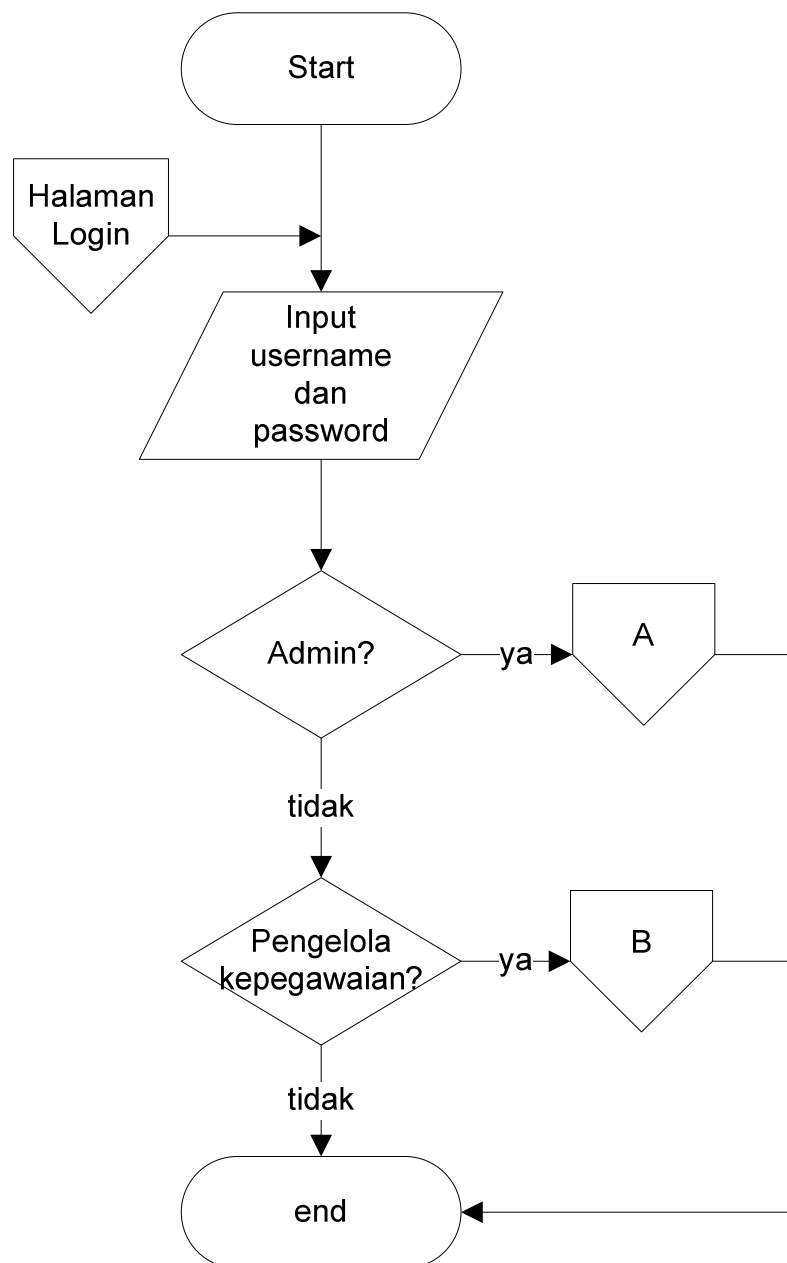 Start
Halaman
Login
Input
username
dan
password
Admin?
ya
A
tidak
Pengelola
kepegawaian?
ya
B
tidak
end